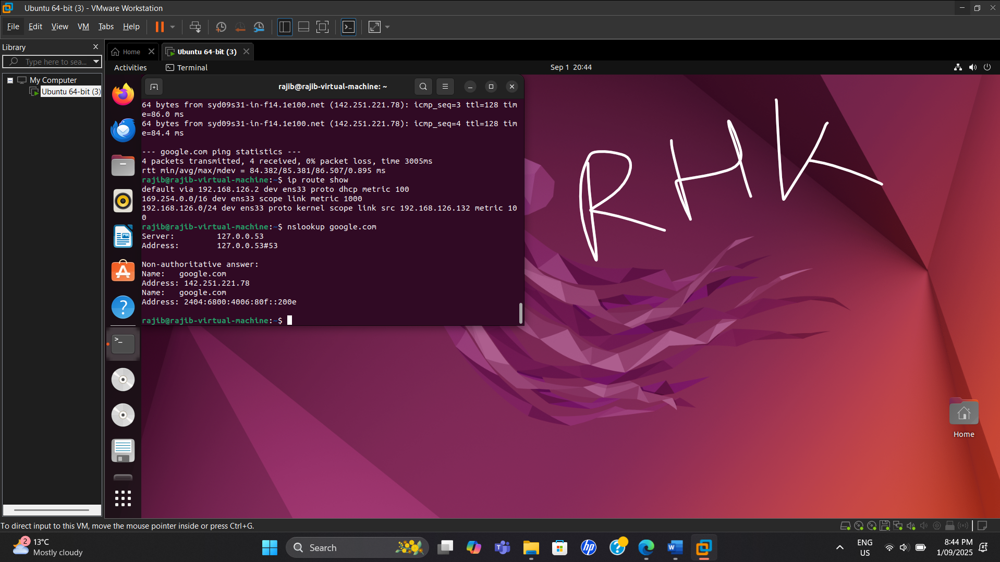 Ubuntu 64-bit (3) - VMware Workstation
File Edit View VM Tabs Help
Library
Type here to sea...
My Computer
Ubuntu 64-bit (3)
Home
Ubuntu 64-bit (3)
Activities
Terminal
Sep 1 20:44
rajib@rajib-virtual-machine: ~
64 bytes from syd09s31-in-f14.1e100.net (142.251.221.78): icmp_seq=3 ttl=128 tim
e=86.0 ms
64 bytes from syd09s31-in-f14.1e100.net (142.251.221.78): icmp_seq=4 ttl=128 tim
e=84.4 ms
--- google.com ping statistics ---
4 packets transmitted, 4 received, 0% packet loss, time 3005ms
rtt min/avg/max/mdev = 84.382/85.381/86.507/0.895 ms
rajib@rajib-virtual-machine:~$ ip route show
default via 192.168.126.2 dev ens33 proto dhcp metric 100
169.254.0.0/16 dev ens33 scope link metric 1000
192.168.126.0/24 dev ens33 proto kernel scope link src 192.168.126.132 metric 10
0
rajib@rajib-virtual-machine:~$ nslookup google.com
Server: 127.0.0.53
Address: 127.0.0.53#53
Non-authoritative answer:
Name: google.com
Address: 142.251.221.78
Name: google.com
Address: 2404:6800:4006:80f::200e
rajib@rajib-virtual-machine:~$
RHK
Home
To direct input to this VM, move the mouse pointer inside or press Ctrl+G.
2
13°C
Mostly cloudy
Search
ENG
US
8:44 PM
1/09/2025